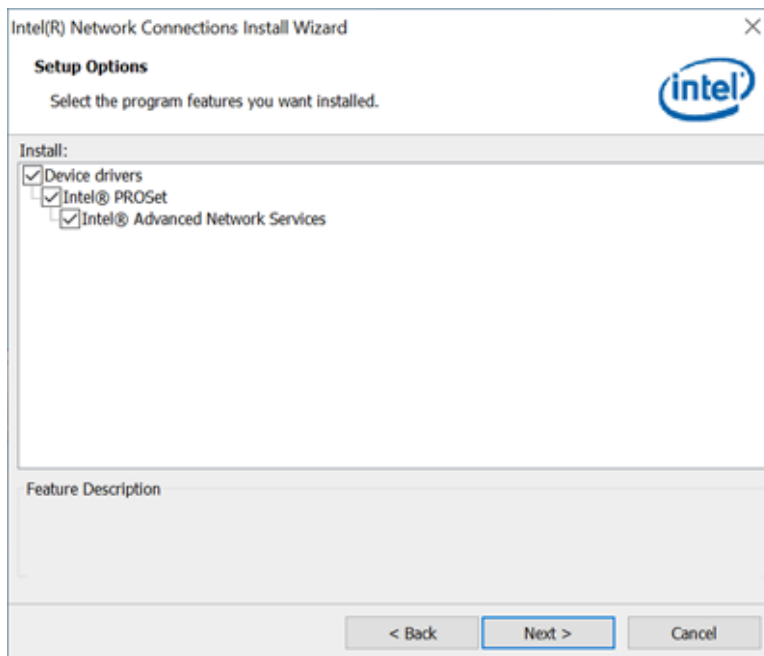 Intel(R) Network Connections Install Wizard
Setup Options
Select the program features you want installed.
intel
Install:
Device drivers
Intel® PROSet
Intel® Advanced Network Services
Feature Description
< Back
Next >
Cancel